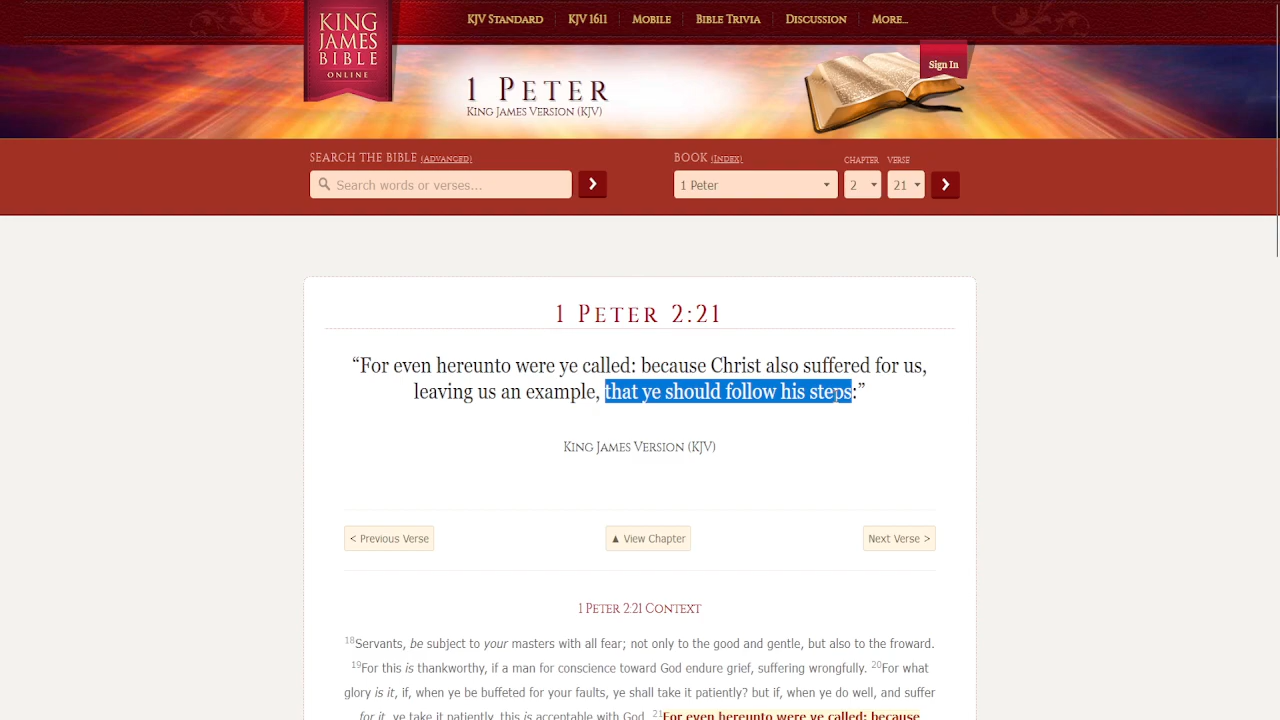 KING
JAMES
BIBLE
ONLINE
KJV Standard KJV 1611 Mobile Bible Trivia Discussion More...
Sign In
1 Peter
King James Version (KJV)
SEARCH THE BIBLE (Advanced)
BOOK (Index) CHAPTER VERSE
Search words or verses...
1 Peter 2 21
1 Peter 2:21
“For even hereunto were ye called: because Christ also suffered for us,
leaving us an example, that ye should follow his steps:”
King James Version (KJV)
< Previous Verse ▲ View Chapter Next Verse >
1 Peter 2:21 Context
18Servants, be subject to your masters with all fear; not only to the good and gentle, but also to the froward.
19For this is thankworthy, if a man for conscience toward God endure grief, suffering wrongfully. 20For what
glory is it, if, when ye be buffeted for your faults, ye shall take it patiently? but if, when ye do well, and suffer
for it, ye take it patiently, this is acceptable with God. 21For even hereunto were ye called: because